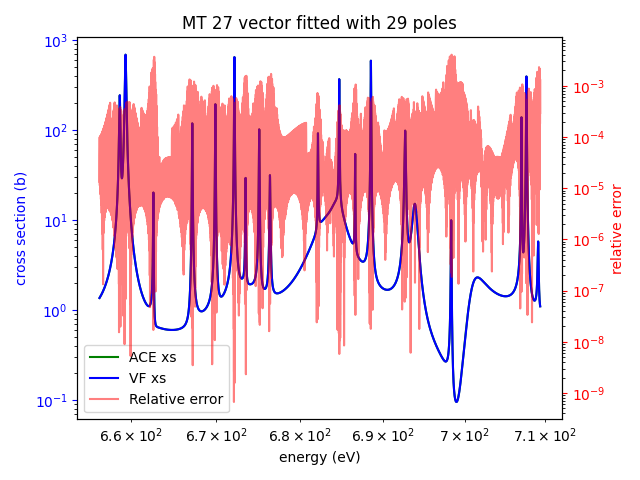 MT 27 vector fitted with 29 poles
10³
10²
10¹
10⁰
10⁻¹
cross section (b)
10⁻³
10⁻⁴
10⁻⁵
10⁻⁶
10⁻⁷
10⁻⁸
10⁻⁹
relative error
ACE xs
VF xs
Relative error
6.6 × 10² 6.7 × 10² 6.8 × 10² 6.9 × 10² 7 × 10² 7.1 × 10²
energy (eV)